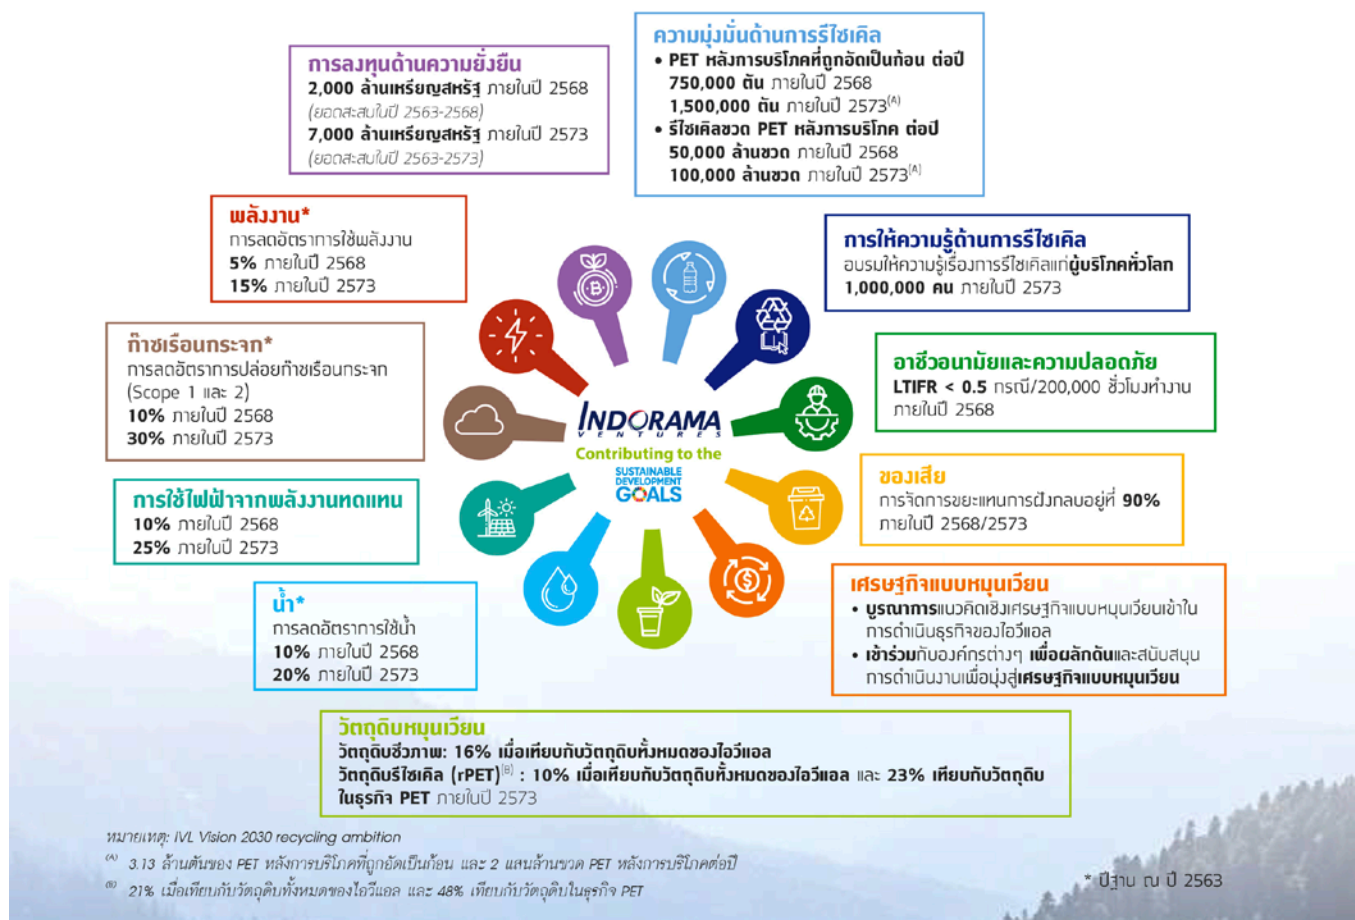 การลงทุนด้านความยั่งยืน
2,000 ล้านเหรียญสหรัฐ ภายในปี 2568
(ยอดสะสมในปี 2563-2568)
7,000 ล้านเหรียญสหรัฐ ภายในปี 2573
(ยอดสะสมในปี 2563-2573)
ความมุ่งมั่นด้านการรีไซเคิล
• PET หลังการบริโภคที่ถูกอัดเป็นก้อน ต่อปี
750,000 ตัน ภายในปี 2568
1,500,000 ตัน ภายในปี 2573(A)
• รีไซเคิลขวด PET หลังการบริโภค ต่อปี
50,000 ล้านขวด ภายในปี 2568
100,000 ล้านขวด ภายในปี 2573(A)
พลังงาน*
การลดอัตราการใช้พลังงาน
5% ภายในปี 2568
15% ภายในปี 2573
การให้ความรู้ด้านการรีไซเคิล
อบรมให้ความรู้เรื่องการรีไซเคิลแก่ผู้บริโภคทั่วโลก
1,000,000 คน ภายในปี 2573
ก๊าซเรือนกระจก*
การลดอัตราการปล่อยก๊าซเรือนกระจก
(Scope 1 และ 2)
10% ภายในปี 2568
30% ภายในปี 2573
อาชีวอนามัยและความปลอดภัย
LTIFR < 0.5 กรณี/200,000 ชั่วโมงทำงาน
ภายในปี 2568
INDORAMA
VENTURES
Contributing to the
SUSTAINABLE
DEVELOPMENT
GOALS
การใช้ไฟฟ้าจากพลังงานทดแทน
10% ภายในปี 2568
25% ภายในปี 2573
ของเสีย
การจัดการขยะแทนการฝังกลบอยู่ที่ 90%
ภายในปี 2568/2573
น้ำ*
การลดอัตราการใช้น้ำ
10% ภายในปี 2568
20% ภายในปี 2573
เศรษฐกิจแบบหมุนเวียน
• บูรณาการแนวคิดเชิงเศรษฐกิจแบบหมุนเวียนเข้าใน
การดำเนินธุรกิจของไอวีแอล
• เข้าร่วมกับองค์กรต่างๆ เพื่อผลักดันและสนับสนุน
การดำเนินงานเพื่อมุ่งสู่เศรษฐกิจแบบหมุนเวียน
วัตถุดิบหมุนเวียน
วัตถุดิบชีวภาพ: 16% เมื่อเทียบกับวัตถุดิบทั้งหมดของไอวีแอล
วัตถุดิบรีไซเคิล (rPET)(B) : 10% เมื่อเทียบกับวัตถุดิบทั้งหมดของไอวีแอล และ 23% เทียบกับวัตถุดิบ
ในธุรกิจ PET ภายในปี 2573
หมายเหตุ: IVL Vision 2030 recycling ambition
(A) 3.13 ล้านตันของ PET หลังการบริโภคที่ถูกอัดเป็นก้อน และ 2 แสนล้านขวด PET หลังการบริโภคต่อปี
(B) 21% เมื่อเทียบกับวัตถุดิบทั้งหมดของไอวีแอล และ 48% เทียบกับวัตถุดิบในธุรกิจ PET
* ปีฐาน ณ ปี 2563